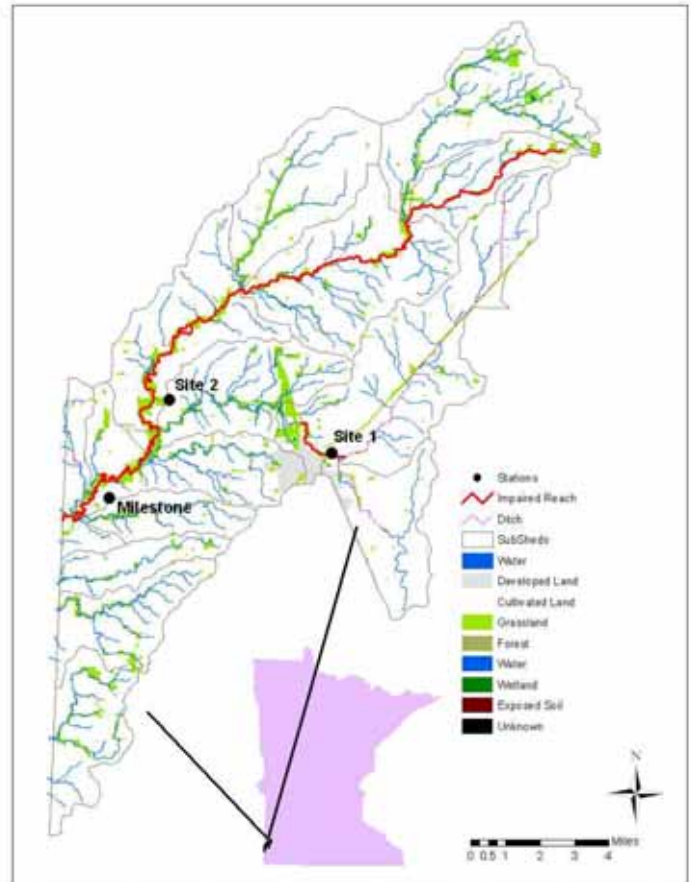 Site 2
Site 1
Milestone
Stations
Impaired Reach
Ditch
SubSheds
Water
Developed Land
Cultivated Land
Grassland
Forest
Water
Wetland
Exposed Soil
Unknown
N
Miles
0 0.5 1 2 3 4